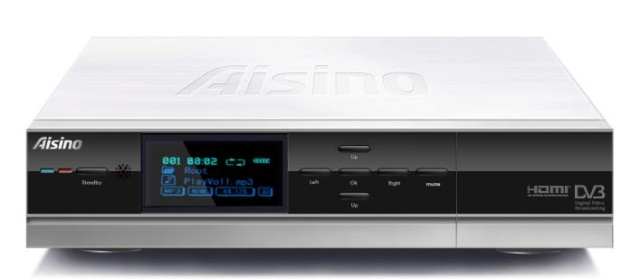 Aisino
Aisino
Standby
001 00:02
Root
PlayVoll mp3
MP3
Up
Left
Ok
Right
Up
HDMI
DVB
Digital Video
Broadcasting